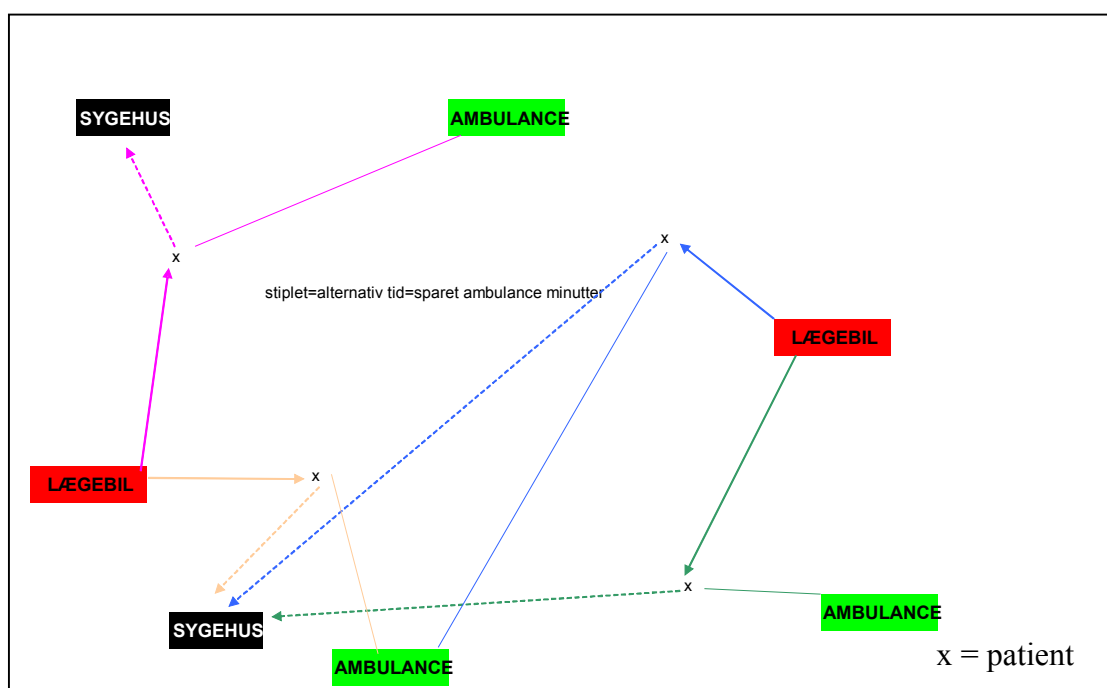 SYGEHUS
AMBULANCE
x
x
stiplet=alternativ tid=sparet ambulance minutter
LÆGEBIL
LÆGEBIL
x
x
SYGEHUS
AMBULANCE
AMBULANCE
x = patient